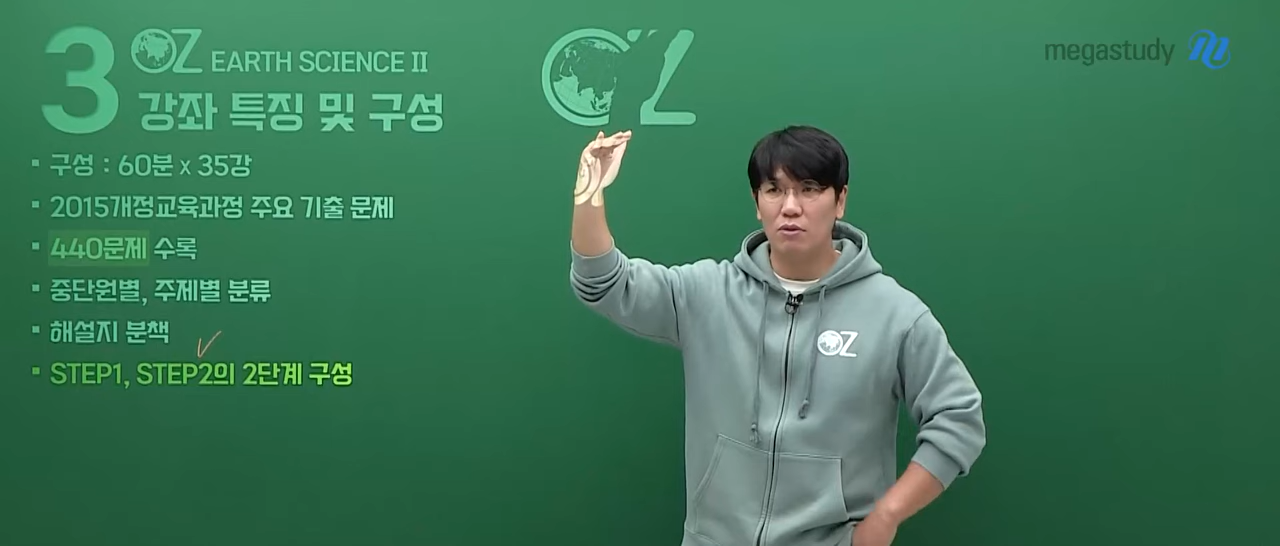 3
OZ EARTH SCIENCE II
강좌 특징 및 구성
▪ 구성 : 60분 x 35강
▪ 2015개정교육과정 주요 기출 문제
▪ 440문제 수록
▪ 중단원별, 주제별 분류
▪ 해설지 분책
▪ STEP1, STEP2의 2단계 구성
OZ
megastudy
OZ